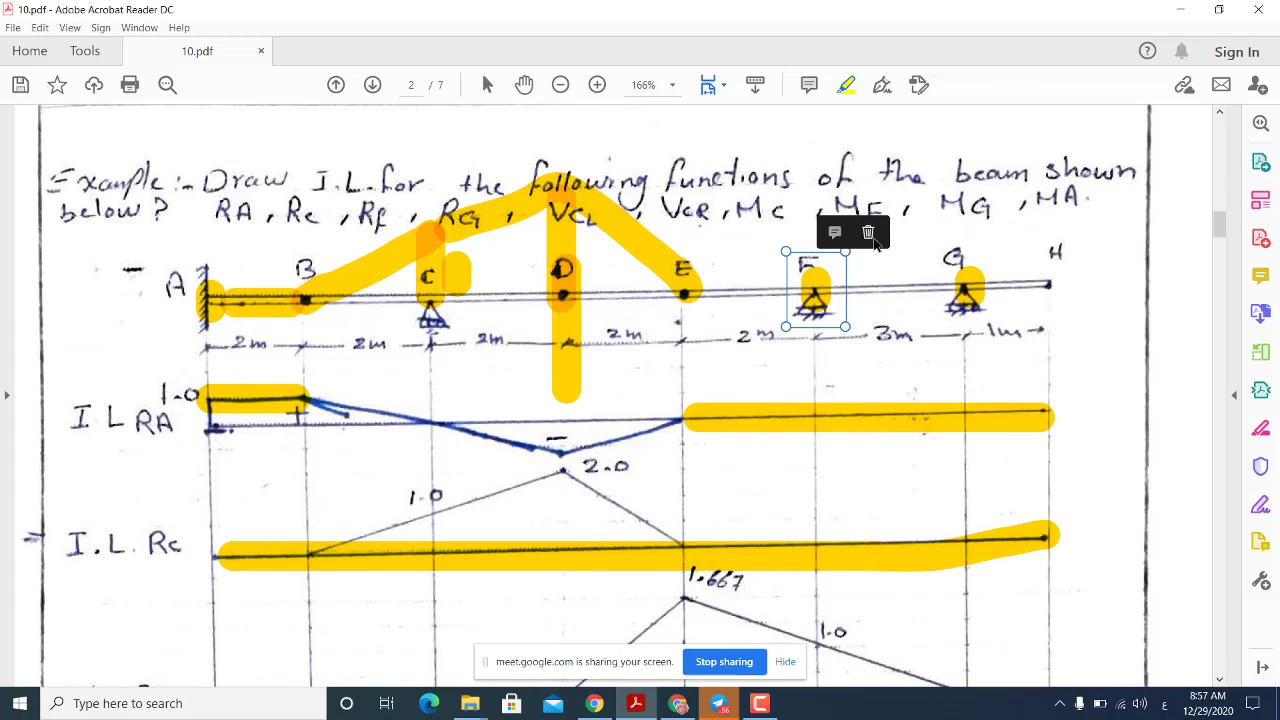 10.pdf - Adobe Acrobat Reader DC
File Edit View Sign Window Help
Home Tools 10.pdf × Sign In
2 / 7 166%
Example:- Draw I.L. for the following functions of the beam shown
below? RA, Rc, RF, RG, VCL, VCR, MC, ME, MG, MA.
A B C D E F G H
2m 2m 2m 2m 2m 3m 1m
1.0
I L RA + -
2.0
1.0
= I. L. Rc
1.667
1.0
meet.google.com is sharing your screen. Stop sharing Hide
Type here to search
.56
ENG
8:57 AM
12/29/2020